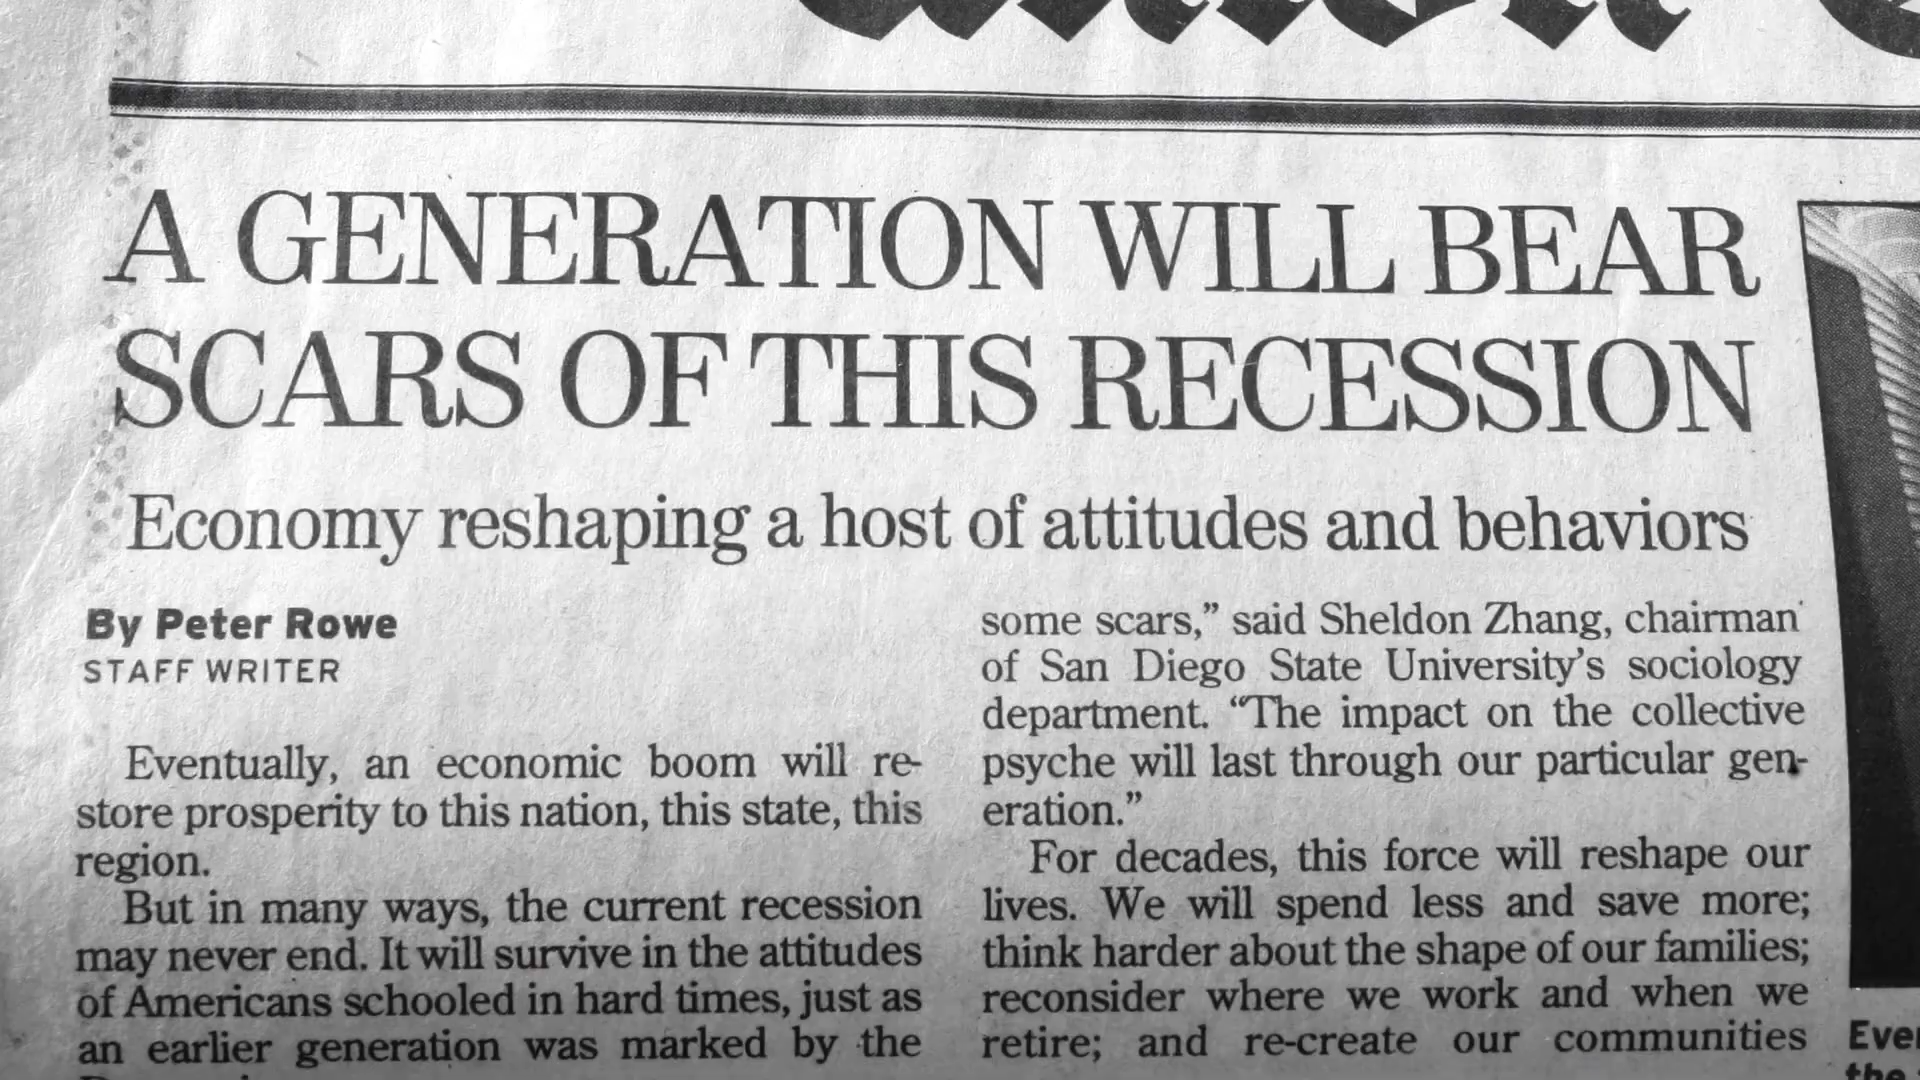 A GENERATION WILL BEAR
SCARS OF THIS RECESSION
Economy reshaping a host of attitudes and behaviors
By Peter Rowe
STAFF WRITER
Eventually, an economic boom will re-
store prosperity to this nation, this state, this
region.
But in many ways, the current recession
may never end. It will survive in the attitudes
of Americans schooled in hard times, just as
an earlier generation was marked by the
some scars,” said Sheldon Zhang, chairman
of San Diego State University’s sociology
department. “The impact on the collective
psyche will last through our particular gen-
eration.”
For decades, this force will reshape our
lives. We will spend less and save more;
think harder about the shape of our families;
reconsider where we work and when we
retire; and re-create our communities